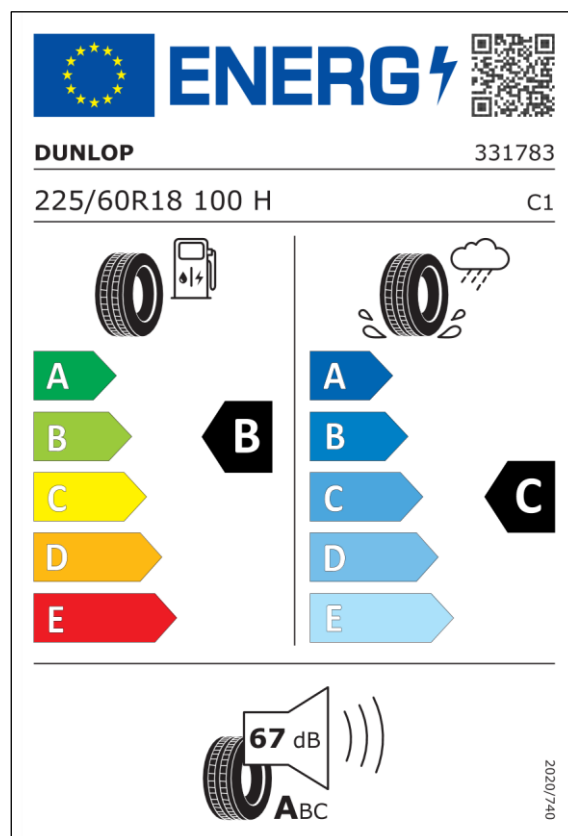 ENERG
DUNLOP 331783
225/60R18 100 H C1
A A
B B B
C C C
D D
E E
67 dB
ABC
2020/740